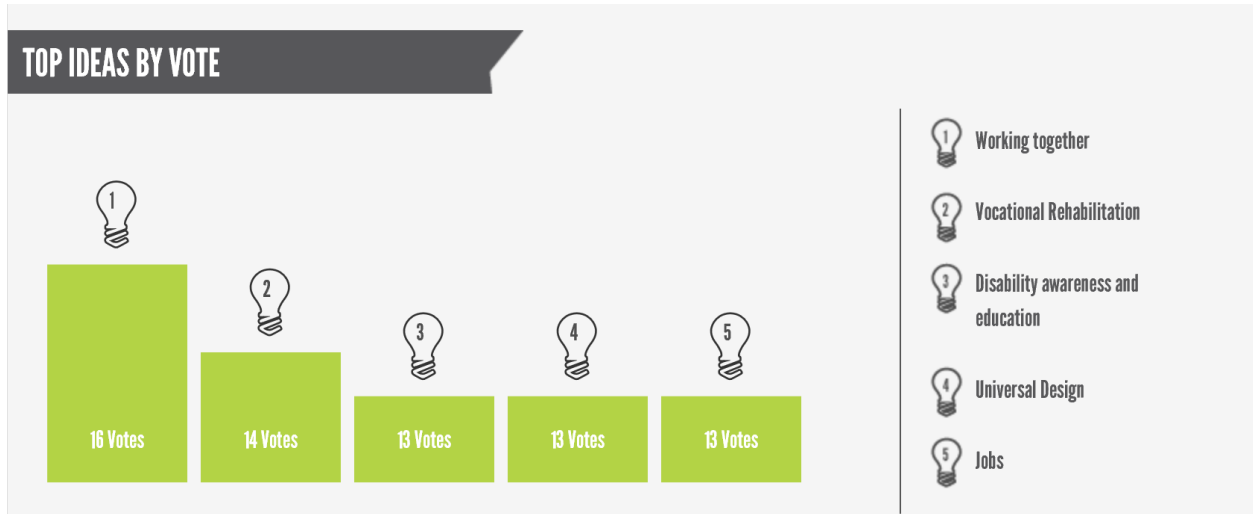 TOP IDEAS BY VOTE
1
2
3
4
5
16 Votes
14 Votes
13 Votes
13 Votes
13 Votes
1 Working together
2 Vocational Rehabilitation
3 Disability awareness and
education
4 Universal Design
5 Jobs